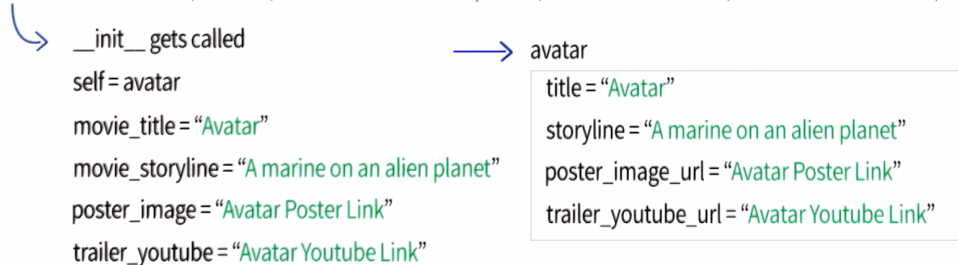 __init__ gets called
self = avatar
movie_title = “Avatar”
movie_storyline = “A marine on an alien planet”
poster_image = “Avatar Poster Link”
trailer_youtube = “Avatar Youtube Link”
avatar
title = “Avatar”
storyline = “A marine on an alien planet”
poster_image_url = “Avatar Poster Link”
trailer_youtube_url = “Avatar Youtube Link”